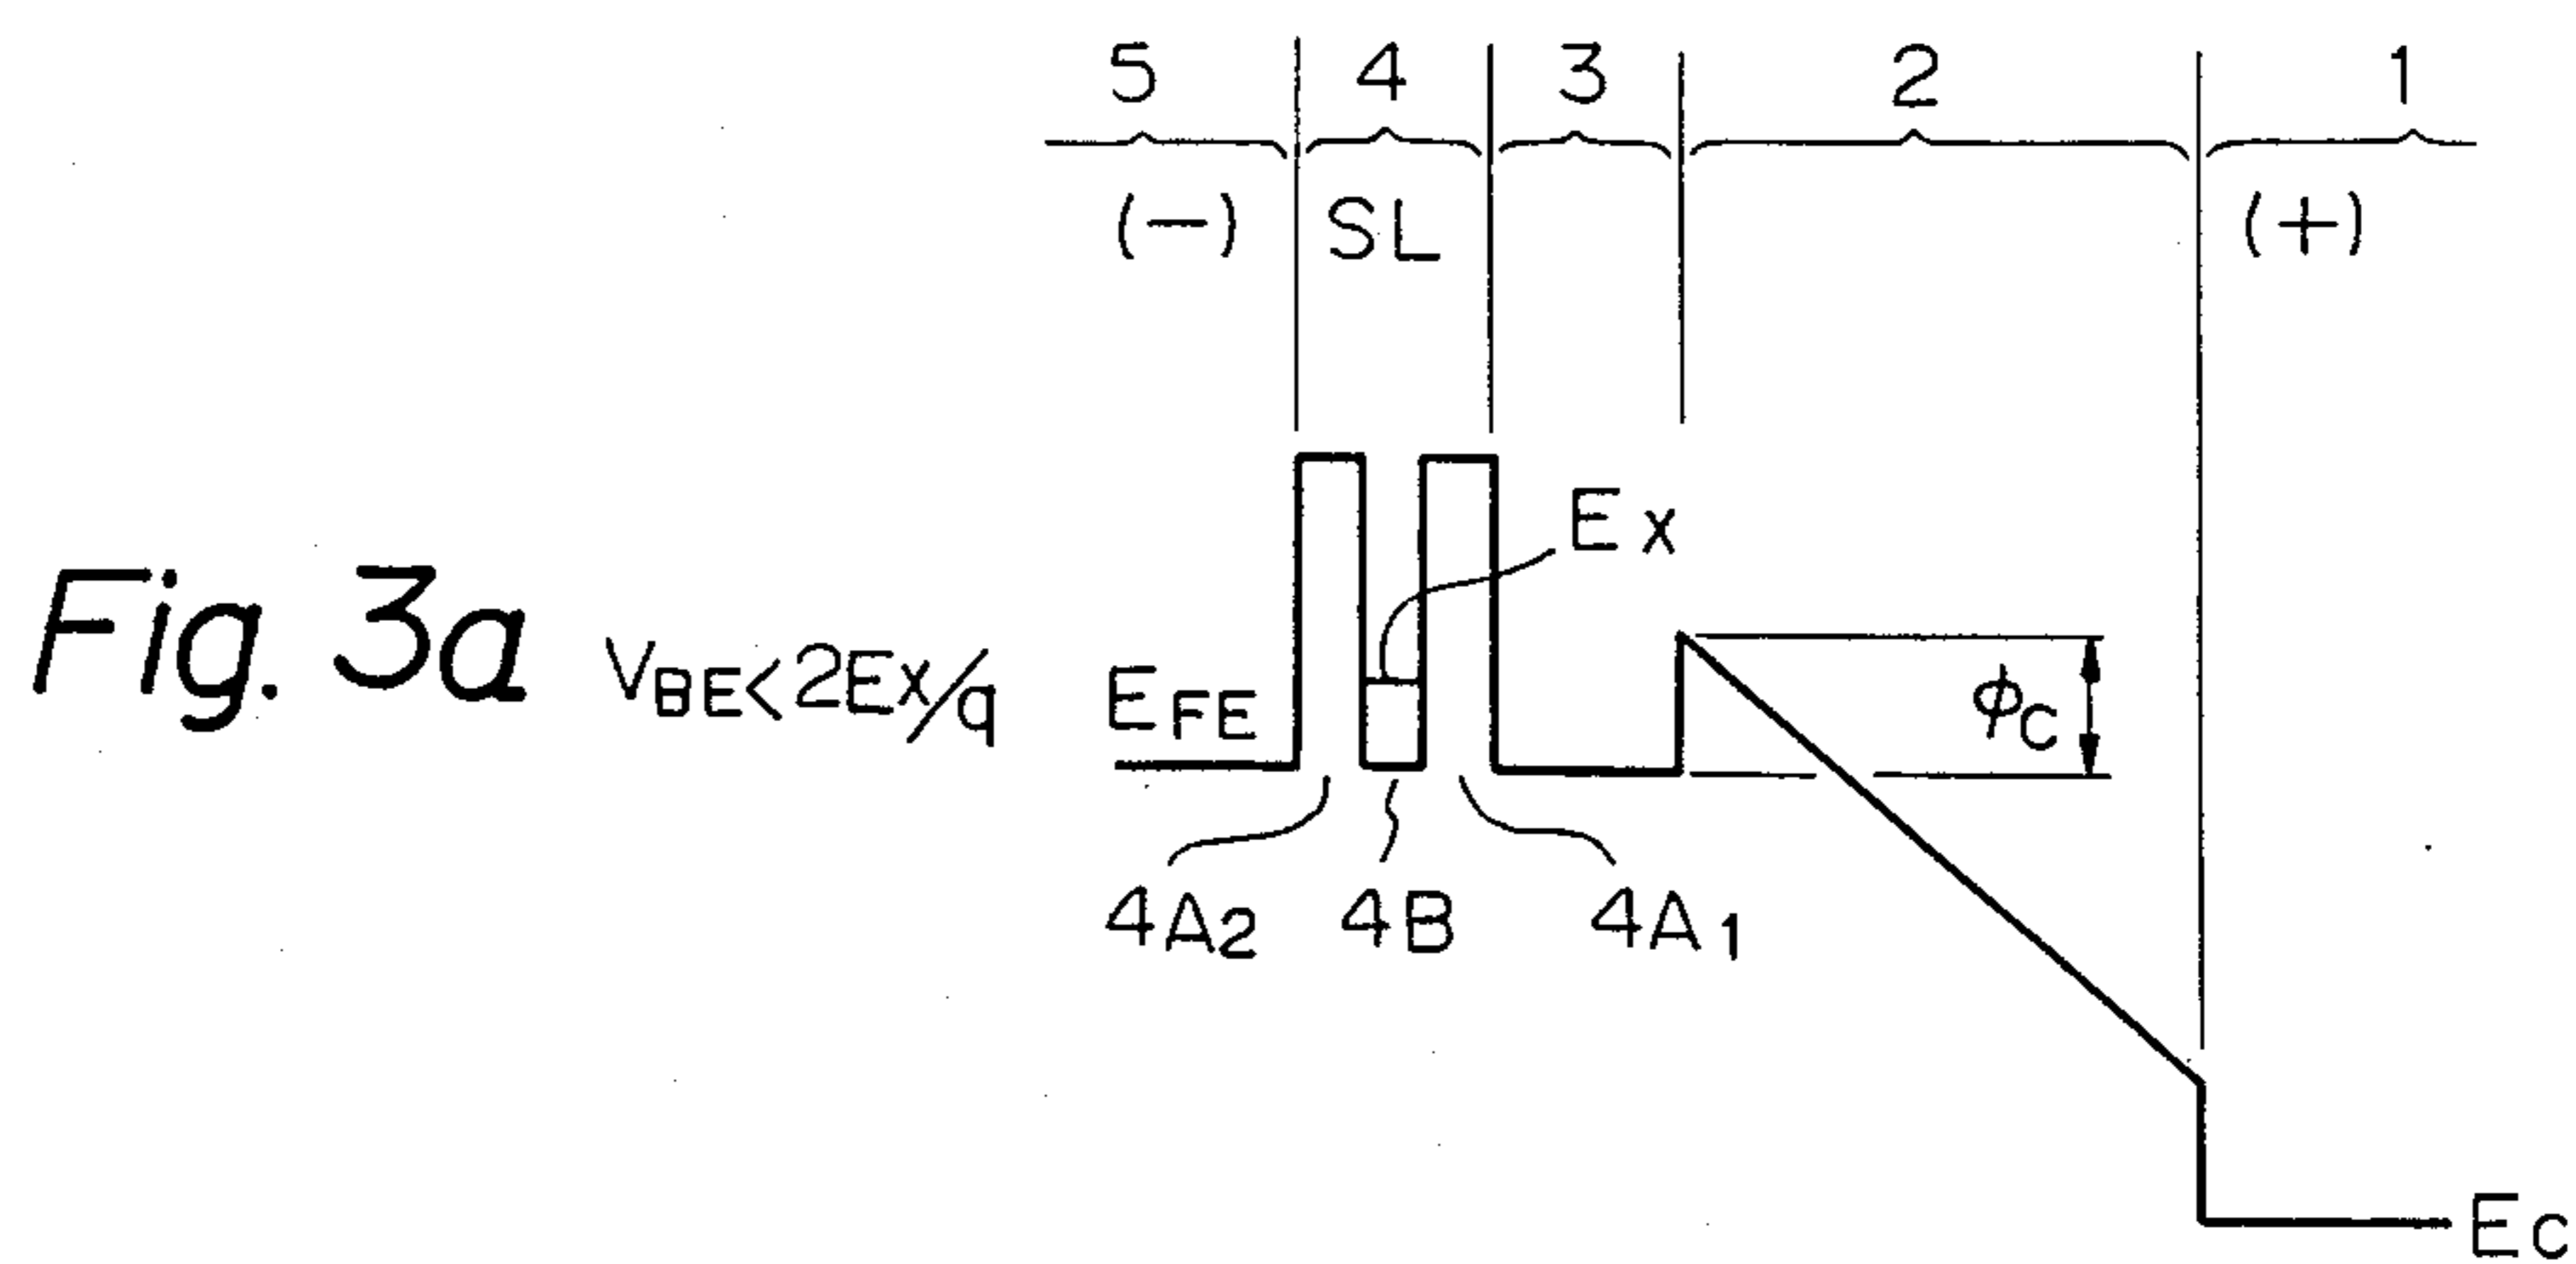 5 4 3 2 1
(-) SL (+)
Ex
Fig. 3a VBE<2Ex/q EFE ϕC
4A2 4B 4A1
EC